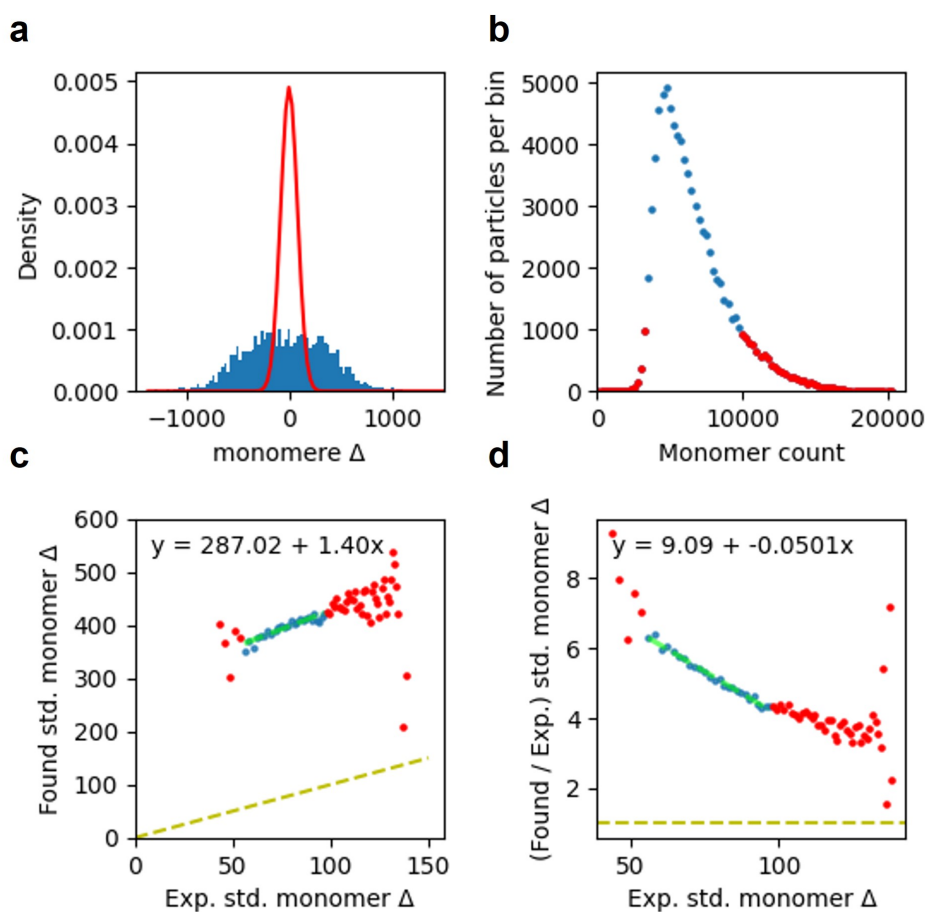 a
b
0.005
0.004
0.003
0.002
0.001
0.000
Density
−1000
0
1000
monomere Δ
5000
4000
3000
2000
1000
0
Number of particles per bin
0
10000
20000
Monomer count
c
d
600
500
400
300
200
100
0
Found std. monomer Δ
y = 287.02 + 1.40x
0
50
100
150
Exp. std. monomer Δ
8
6
4
2
(Found / Exp.) std. monomer Δ
y = 9.09 + -0.0501x
50
100
Exp. std. monomer Δ